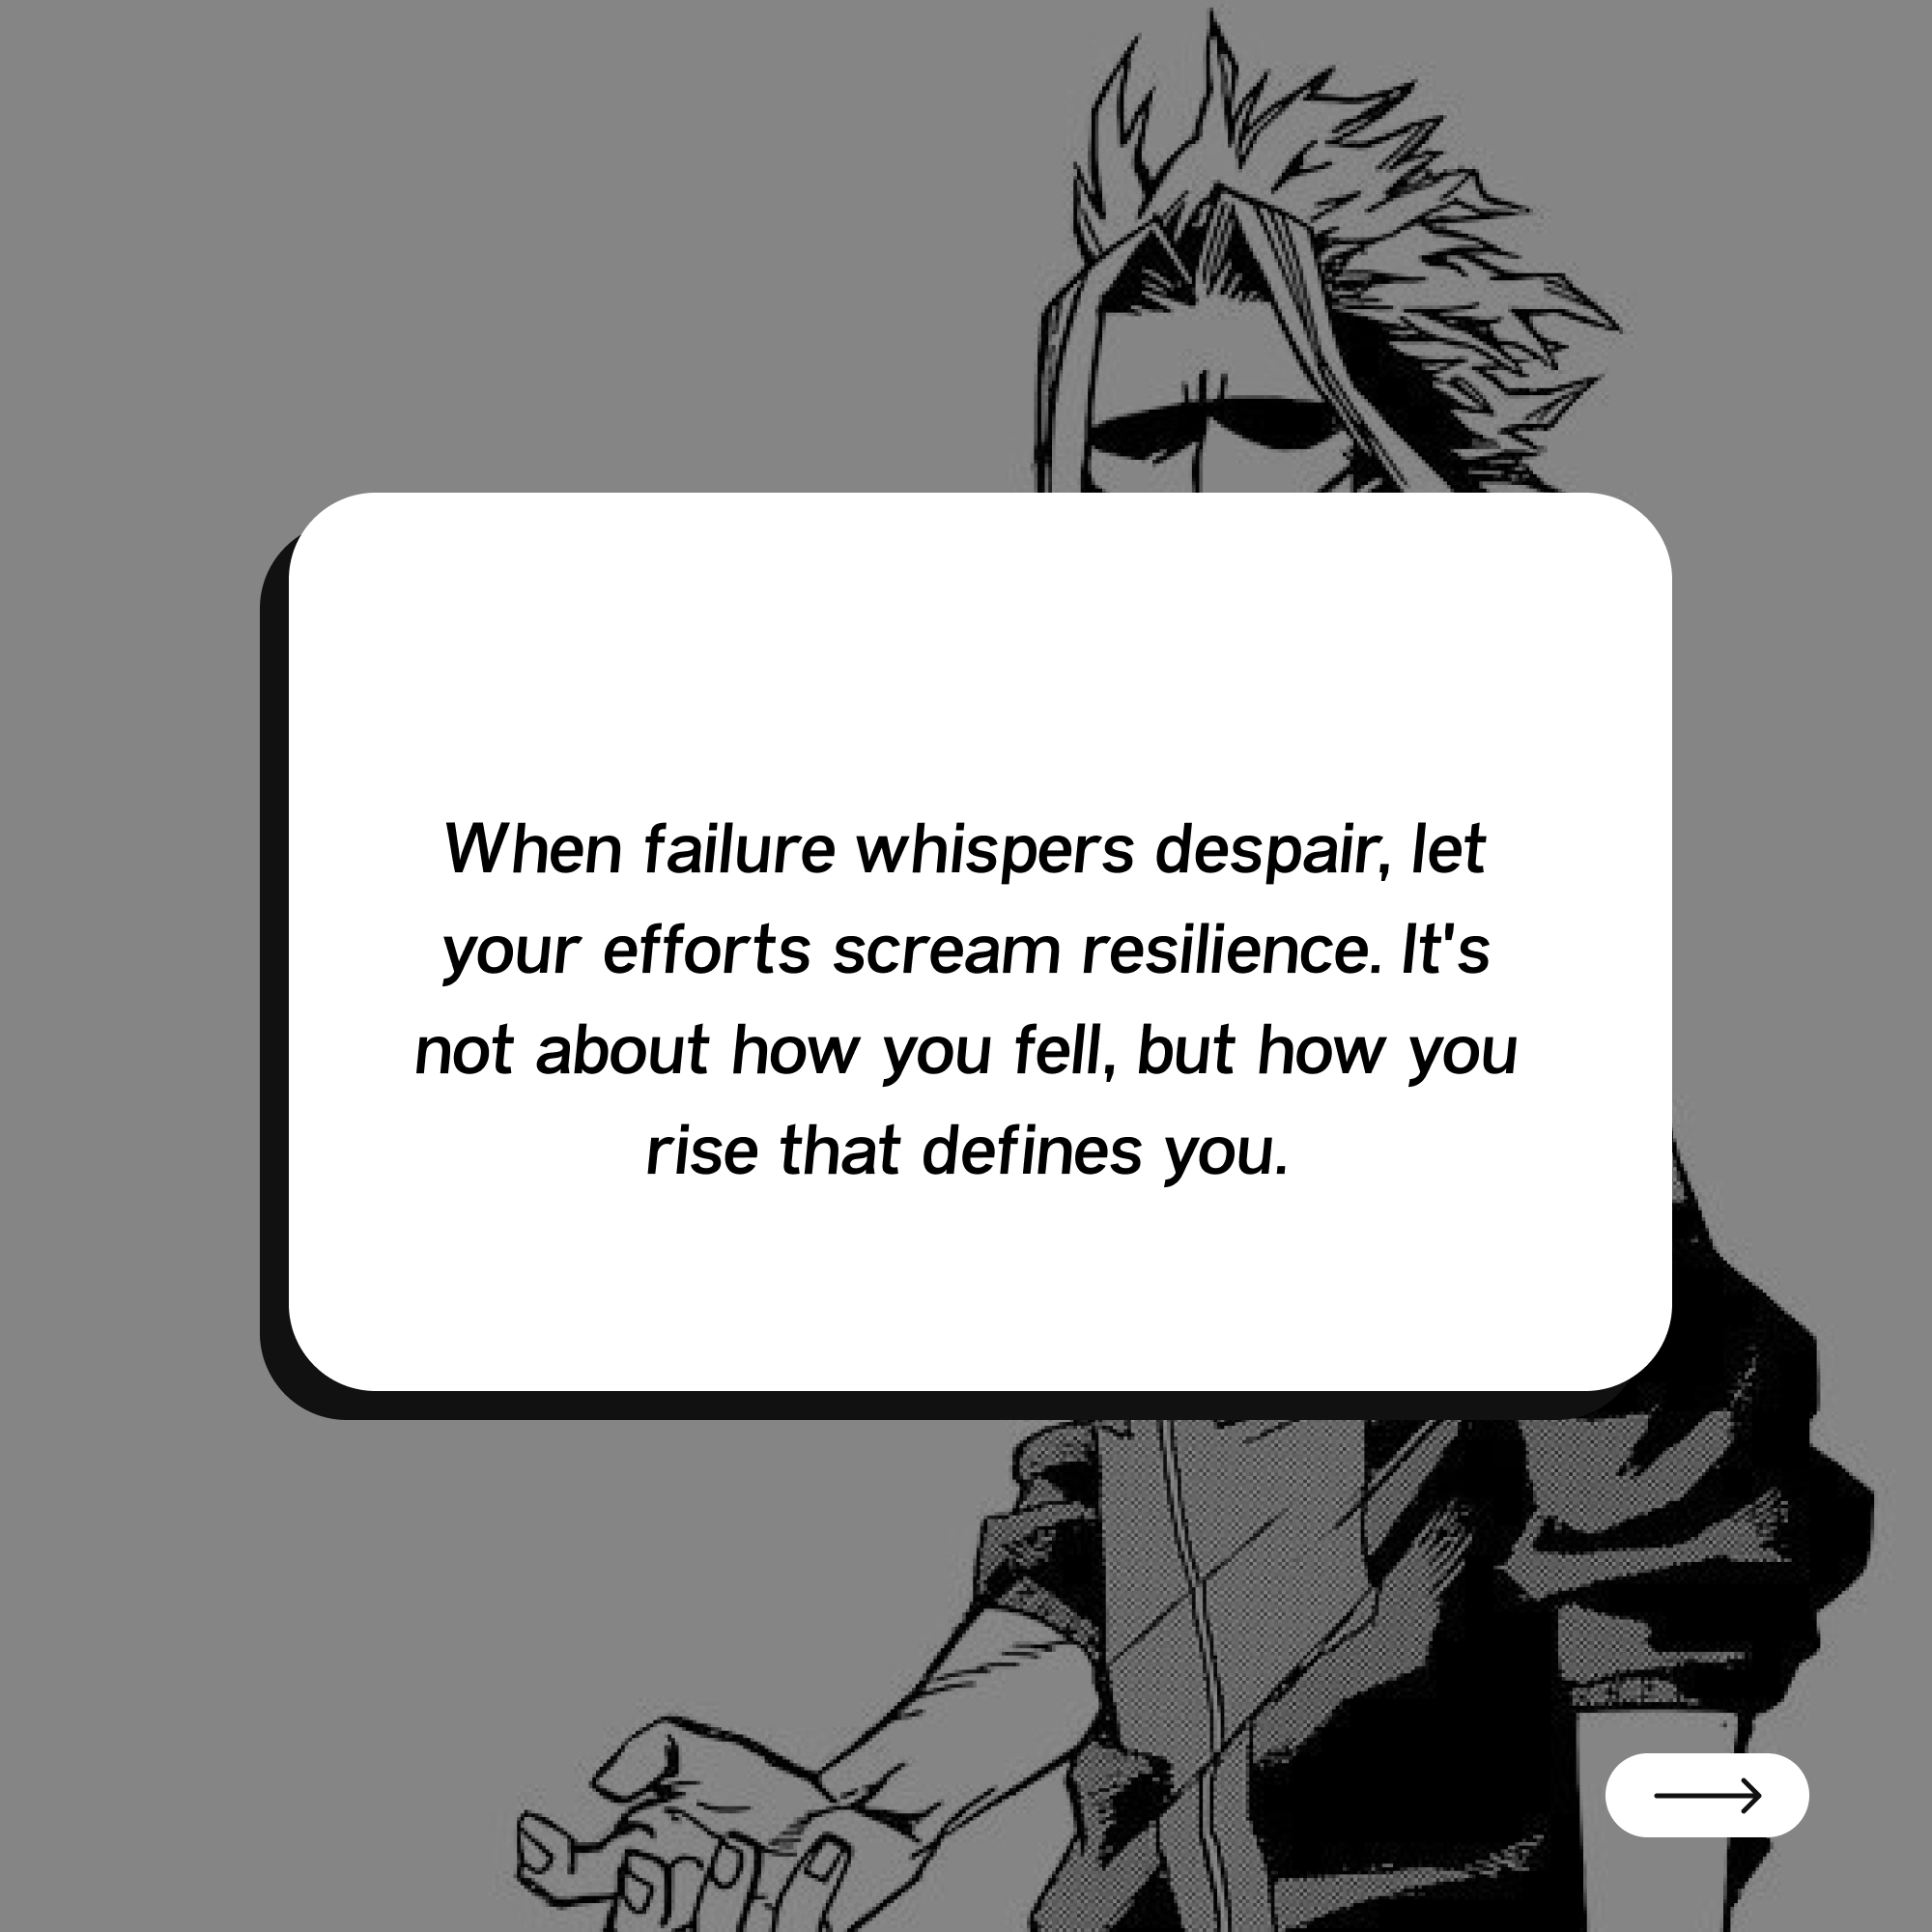 When failure whispers despair, let
your efforts scream resilience. It's
not about how you fell, but how you
rise that defines you.